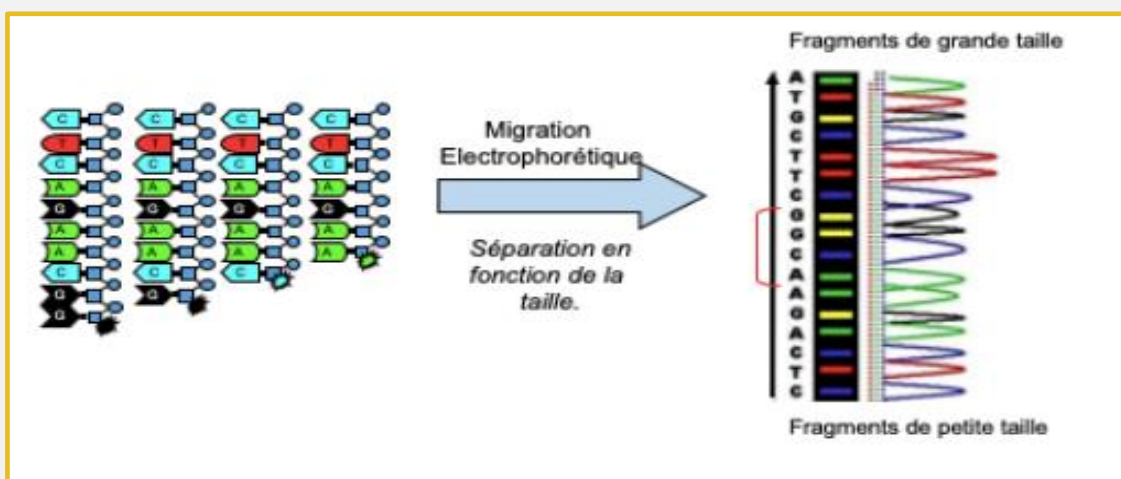 C C C C
T T T T
C C C C
A A A A
G G G G
A A A A
A A A A
C C C
G G
G
Migration
Electrophorétique
Séparation en
fonction de la
taille.
Fragments de grande taille
A
T
G
C
T
T
C
G
G
C
A
A
G
A
C
T
C
Fragments de petite taille